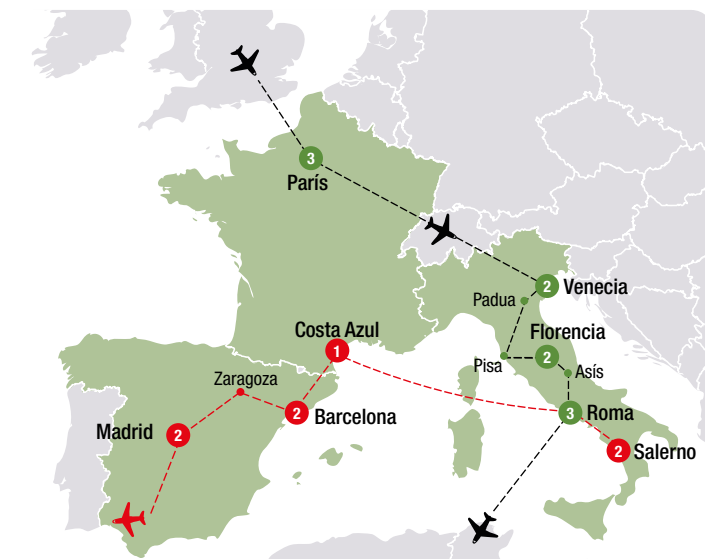 3
París
2
Venecia
Padua
Florencia
2
Pisa
Asís
Costa Azul
1
Zaragoza
2
Barcelona
Madrid
2
3
Roma
2
Salerno